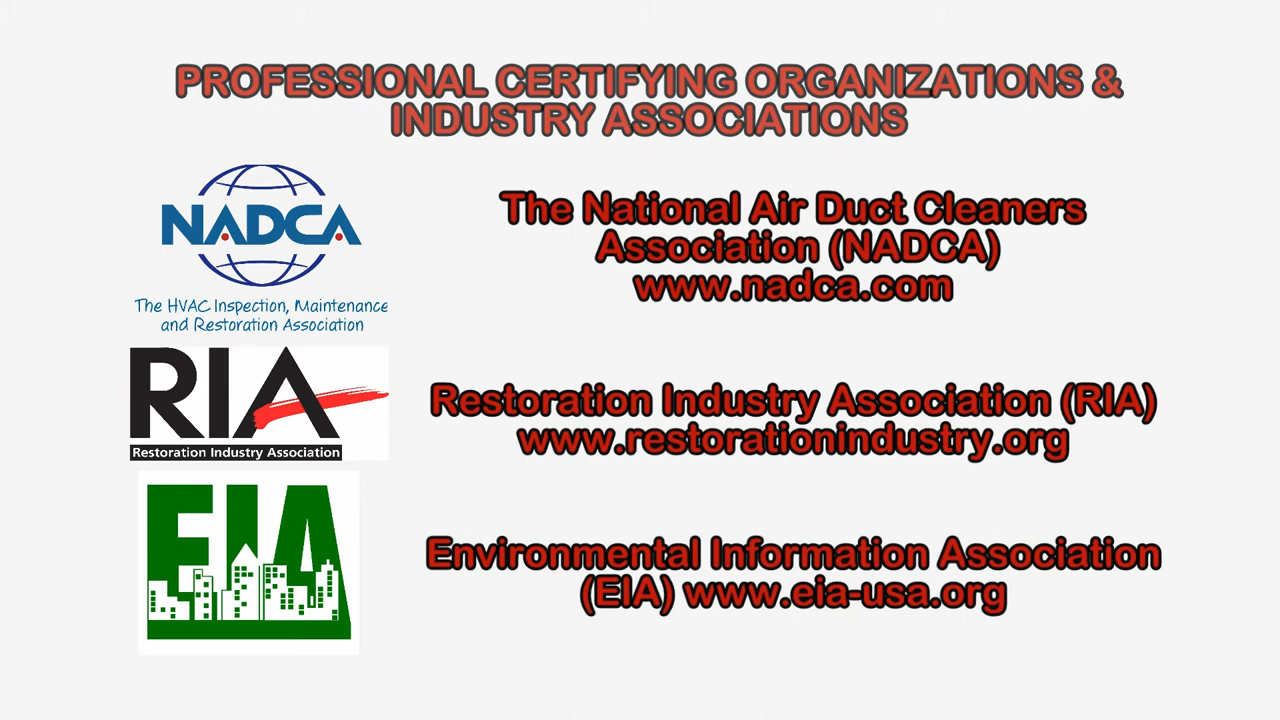 PROFESSIONAL CERTIFYING ORGANIZATIONS &
INDUSTRY ASSOCIATIONS
NADCA
The HVAC Inspection, Maintenance
and Restoration Association
The National Air Duct Cleaners
Association (NADCA)
www.nadca.com
RIA
Restoration Industry Association
Restoration Industry Association (RIA)
www.restorationindustry.org
EIA
Environmental Information Association
(EIA) www.eia-usa.org